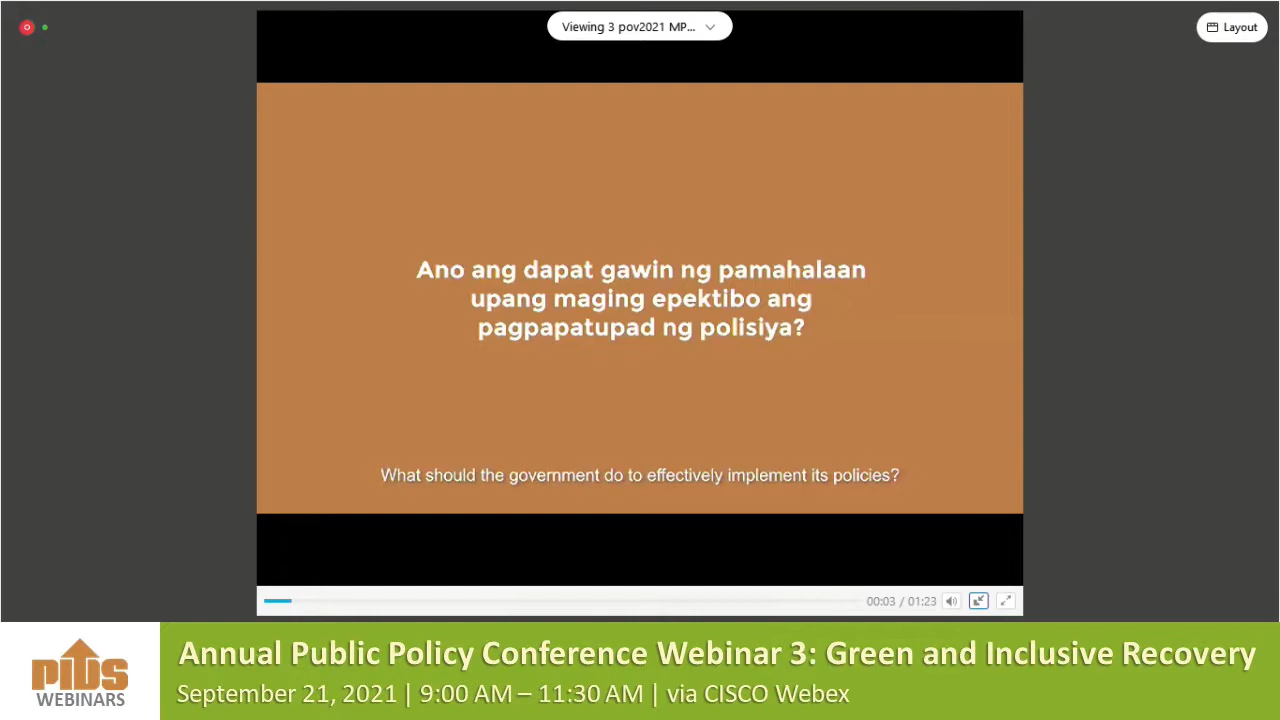 Viewing 3 pov2021 MP...
Layout
Ano ang dapat gawin ng pamahalaan
upang maging epektibo ang
pagpapatupad ng polisiya?
What should the government do to effectively implement its policies?
00:03 / 01:23
PIDS
WEBINARS
Annual Public Policy Conference Webinar 3: Green and Inclusive Recovery
September 21, 2021 | 9:00 AM – 11:30 AM | via CISCO Webex